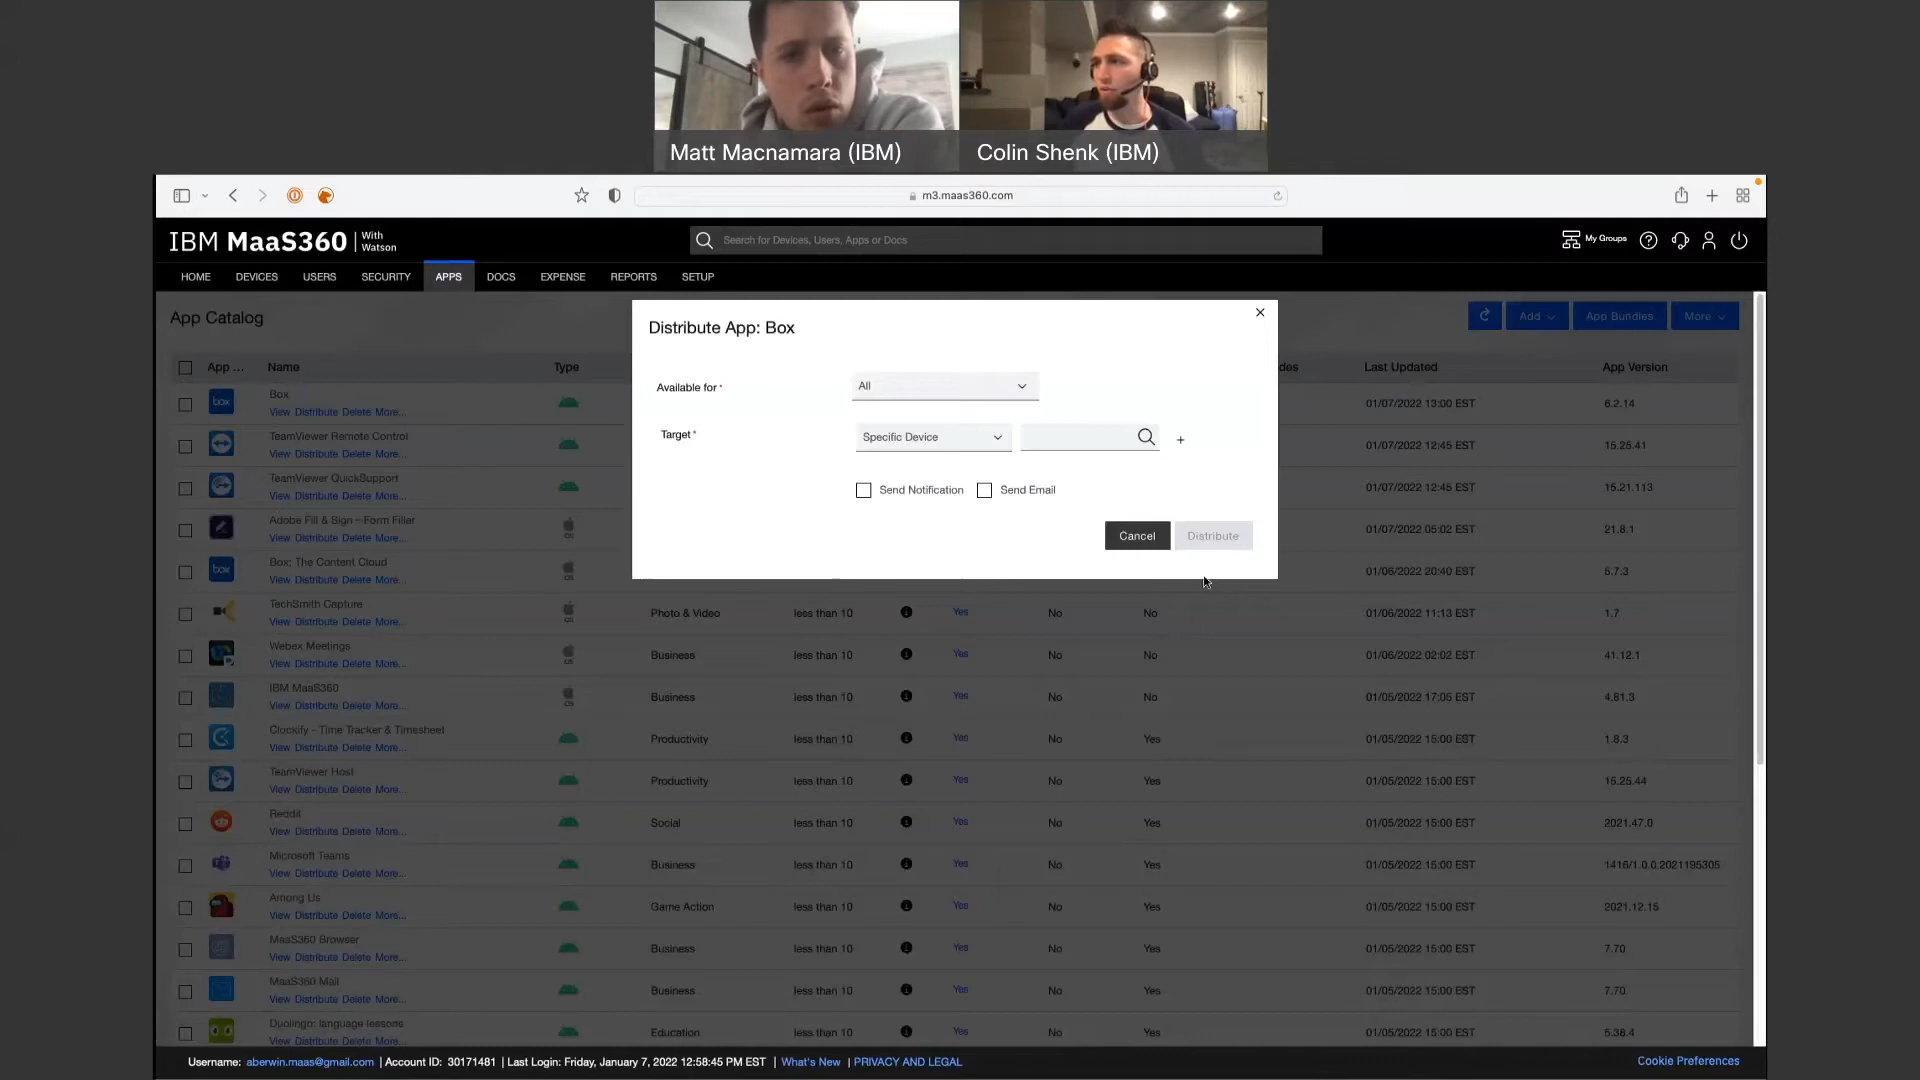 Matt Macnamara (IBM)
Colin Shenk (IBM)
m3.maas360.com
IBM MaaS360 | With Watson
Search for Devices, Users, Apps or Docs
My Groups
HOME DEVICES USERS SECURITY APPS DOCS EXPENSE REPORTS SETUP
App Catalog
Add App Bundles More
Distribute App: Box
Available for * All
Target * Specific Device
Send Notification Send Email
Cancel Distribute
App ... Name Type Last Updated App Version
Box
View Distribute Delete More...
01/07/2022 13:00 EST 6.2.14
TeamViewer Remote Control
View Distribute Delete More...
01/07/2022 12:45 EST 15.25.41
TeamViewer QuickSupport
View Distribute Delete More...
01/07/2022 12:45 EST 15.21.113
Adobe Fill & Sign – Form Filler
View Distribute Delete More...
01/07/2022 05:02 EST 21.8.1
Box: The Content Cloud
View Distribute Delete More...
01/06/2022 20:40 EST 5.7.3
TechSmith Capture
View Distribute Delete More...
Photo & Video less than 10 Yes No No 01/06/2022 11:13 EST 1.7
Webex Meetings
View Distribute Delete More...
Business less than 10 Yes No No 01/06/2022 02:02 EST 41.12.1
IBM MaaS360
View Distribute Delete More...
Business less than 10 Yes No No 01/05/2022 17:05 EST 4.81.3
Clockify - Time Tracker & Timesheet
View Distribute Delete More...
Productivity less than 10 Yes No Yes 01/05/2022 15:00 EST 1.8.3
TeamViewer Host
View Distribute Delete More...
Productivity less than 10 Yes No Yes 01/05/2022 15:00 EST 15.25.44
Reddit
View Distribute Delete More...
Social less than 10 Yes No Yes 01/05/2022 15:00 EST 2021.47.0
Microsoft Teams
View Distribute Delete More...
Business less than 10 Yes No Yes 01/05/2022 15:00 EST 1416/1.0.0.2021195305
Among Us
View Distribute Delete More...
Game Action less than 10 Yes No Yes 01/05/2022 15:00 EST 2021.12.15
MaaS360 Browser
View Distribute Delete More...
Business less than 10 Yes No Yes 01/05/2022 15:00 EST 7.70
MaaS360 Mail
View Distribute Delete More...
Business less than 10 Yes No Yes 01/05/2022 15:00 EST 7.70
Duolingo: language lessons
View Distribute Delete More...
Education less than 10 Yes No Yes 01/05/2022 15:00 EST 5.38.4
Username: aberwin.maas@gmail.com | Account ID: 30171481 | Last Login: Friday, January 7, 2022 12:58:45 PM EST | What's New | PRIVACY AND LEGAL
Cookie Preferences